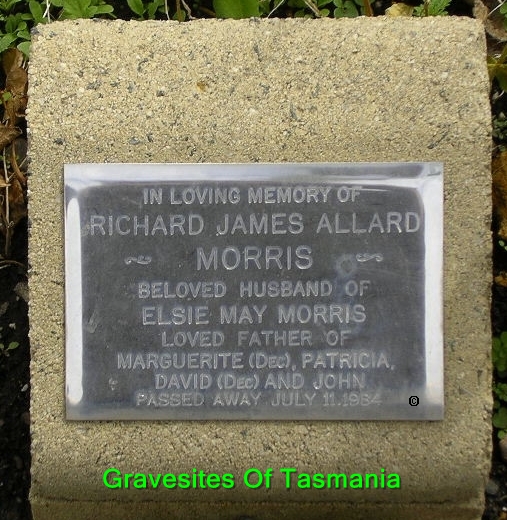 IN LOVING MEMORY OF
RICHARD JAMES ALLARD
MORRIS
BELOVED HUSBAND OF
ELSIE MAY MORRIS
LOVED FATHER OF
MARGUERITE (DEC), PATRICIA,
DAVID (DEC) AND JOHN
PASSED AWAY JULY 11.1984
©
Gravesites Of Tasmania